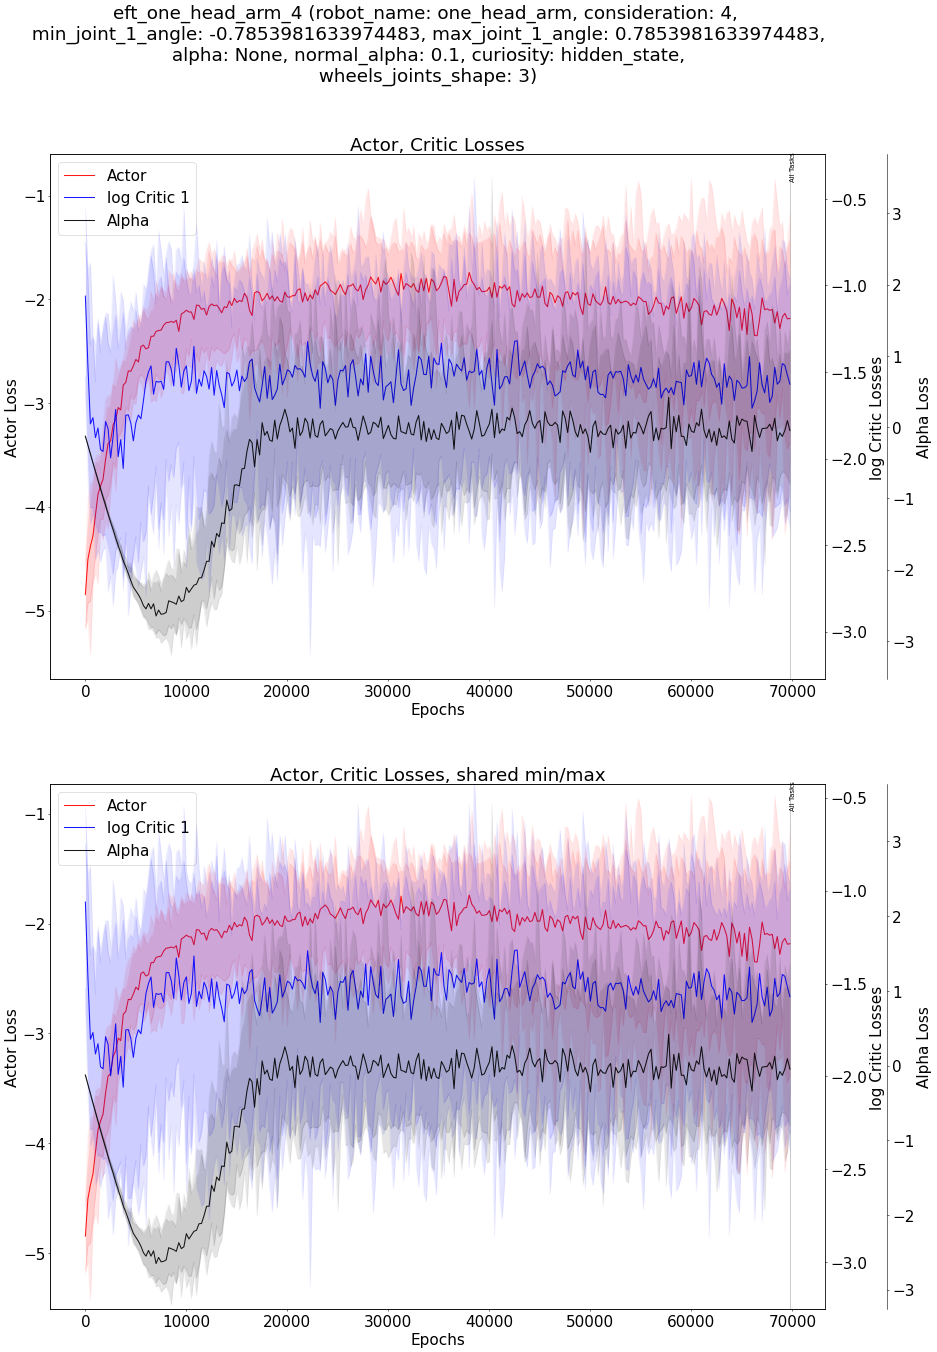 eft_one_head_arm_4 (robot_name: one_head_arm, consideration: 4,
min_joint_1_angle: -0.7853981633974483, max_joint_1_angle: 0.7853981633974483,
alpha: None, normal_alpha: 0.1, curiosity: hidden_state,
wheels_joints_shape: 3)
Actor, Critic Losses
Actor
log Critic 1
Alpha
All Tasks
−1
−2
−3
−4
−5
Actor Loss
−0.5
−1.0
−1.5
−2.0
−2.5
−3.0
log Critic Losses
3
2
1
0
−1
−2
−3
Alpha Loss
0 10000 20000 30000 40000 50000 60000 70000
Epochs
Actor, Critic Losses, shared min/max
Actor
log Critic 1
Alpha
All Tasks
−1
−2
−3
−4
−5
Actor Loss
−0.5
−1.0
−1.5
−2.0
−2.5
−3.0
log Critic Losses
3
2
1
0
−1
−2
−3
Alpha Loss
0 10000 20000 30000 40000 50000 60000 70000
Epochs